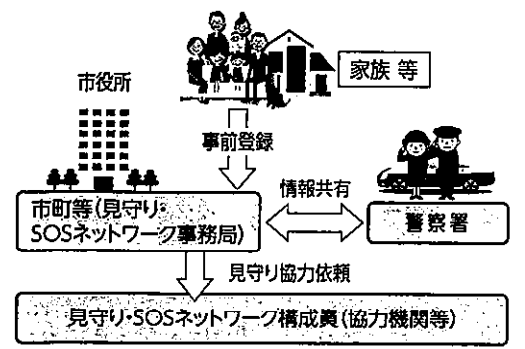 家族 等
市役所
事前登録
情報共有
市町等(見守り・
SOSネットワーク事務局)
警察署
見守り協力依頼
見守り・SOSネットワーク構成員(協力機関等)